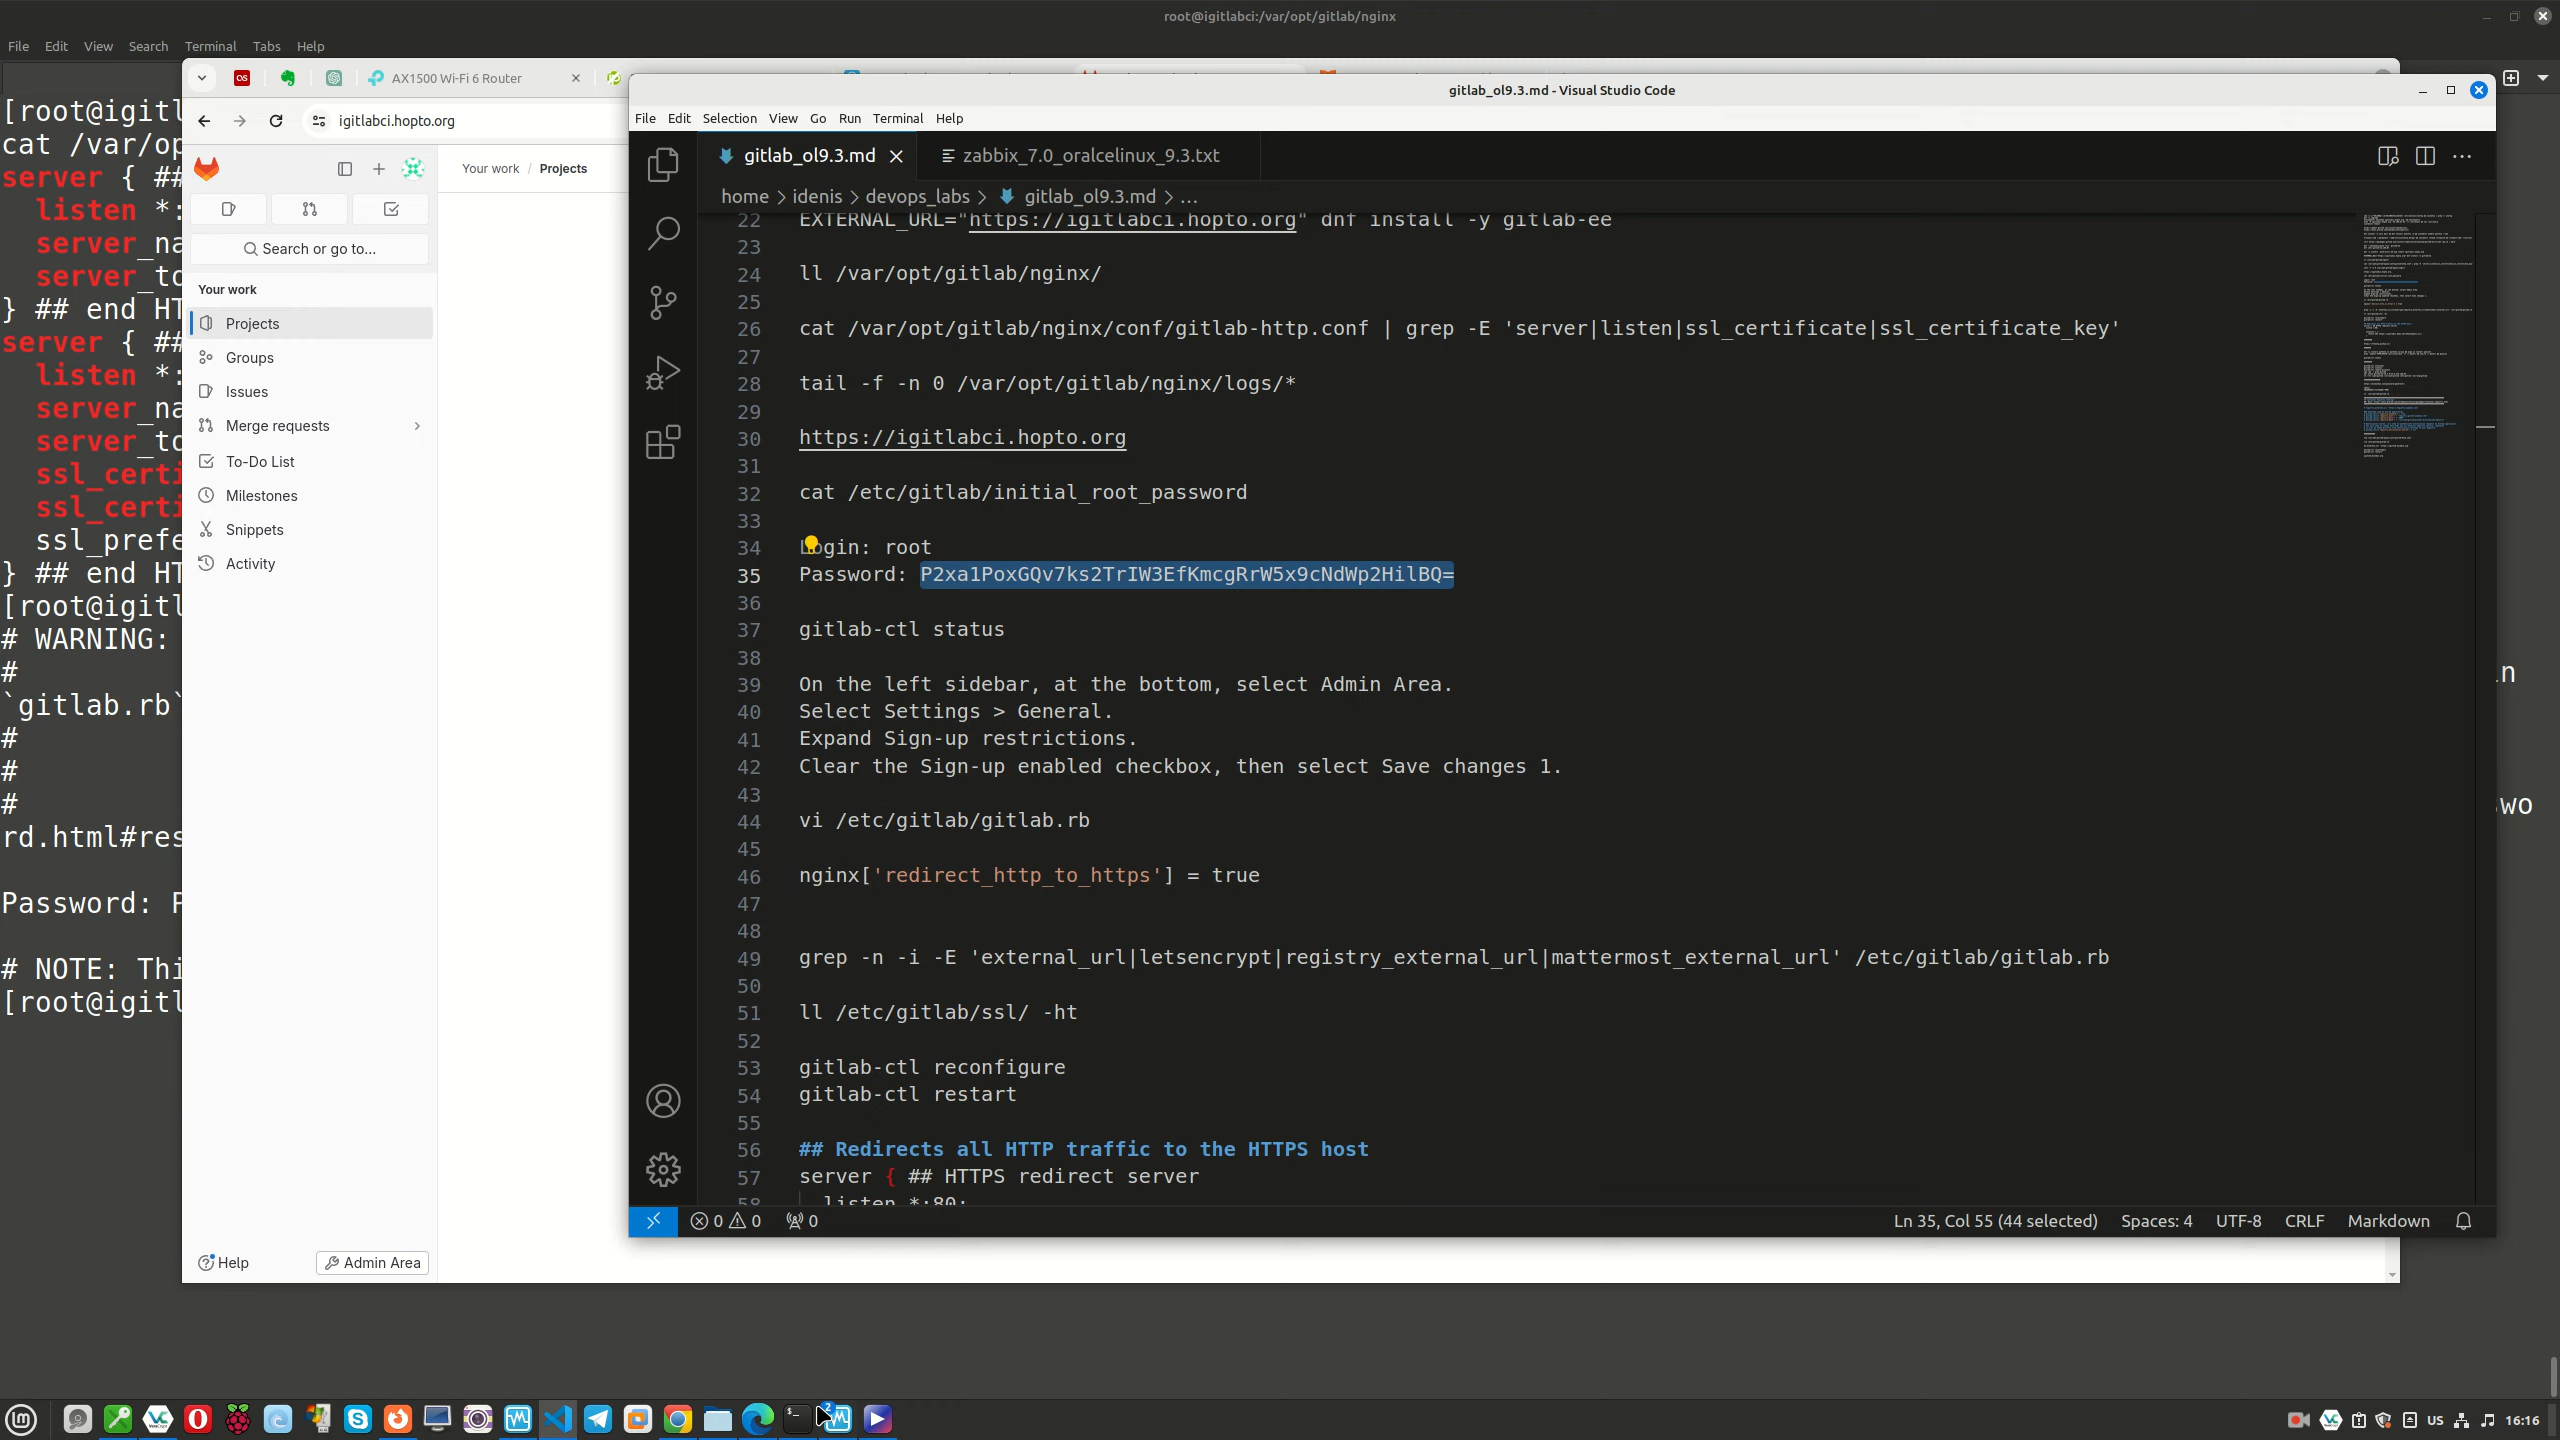 root@igitlabci:/var/opt/gitlab/nginx
File Edit View Search Terminal Tabs Help
[root@igitl
cat /var/op
server { ##
listen *:
server_na
server_to
} ## end HT
server { ##
listen *:
server_na
server_to
ssl_certi
ssl_certi
ssl_prefe
} ## end HT
[root@igitl
# WARNING:
#
`gitlab.rb`
#
#
#
rd.html#res
Password: P
# NOTE: Thi
[root@igitl
AX1500 Wi-Fi 6 Router
igitlabci.hopto.org
Your work / Projects
Search or go to...
Your work
Projects
Groups
Issues
Merge requests
To-Do List
Milestones
Snippets
Activity
Help
Admin Area
gitlab_ol9.3.md - Visual Studio Code
File Edit Selection View Go Run Terminal Help
gitlab_ol9.3.md
zabbix_7.0_oralcelinux_9.3.txt
home > idenis > devops_labs > gitlab_ol9.3.md > ...
22 EXTERNAL_URL="https://igitlabci.hopto.org" dnf install -y gitlab-ee
23
24 ll /var/opt/gitlab/nginx/
25
26 cat /var/opt/gitlab/nginx/conf/gitlab-http.conf | grep -E 'server|listen|ssl_certificate|ssl_certificate_key'
27
28 tail -f -n 0 /var/opt/gitlab/nginx/logs/*
29
30 https://igitlabci.hopto.org
31
32 cat /etc/gitlab/initial_root_password
33
34 Login: root
35 Password: P2xa1PoxGQv7ks2TrIW3EfKmcgRrW5x9cNdWp2HilBQ=
36
37 gitlab-ctl status
38
39 On the left sidebar, at the bottom, select Admin Area.
40 Select Settings > General.
41 Expand Sign-up restrictions.
42 Clear the Sign-up enabled checkbox, then select Save changes 1.
43
44 vi /etc/gitlab/gitlab.rb
45
46 nginx['redirect_http_to_https'] = true
47
48
49 grep -n -i -E 'external_url|letsencrypt|registry_external_url|mattermost_external_url' /etc/gitlab/gitlab.rb
50
51 ll /etc/gitlab/ssl/ -ht
52
53 gitlab-ctl reconfigure
54 gitlab-ctl restart
55
56 ## Redirects all HTTP traffic to the HTTPS host
57 server { ## HTTPS redirect server
58 listen *:80;
0 0 0
Ln 35, Col 55 (44 selected) Spaces: 4 UTF-8 CRLF Markdown
n
wo
2
US 16:16